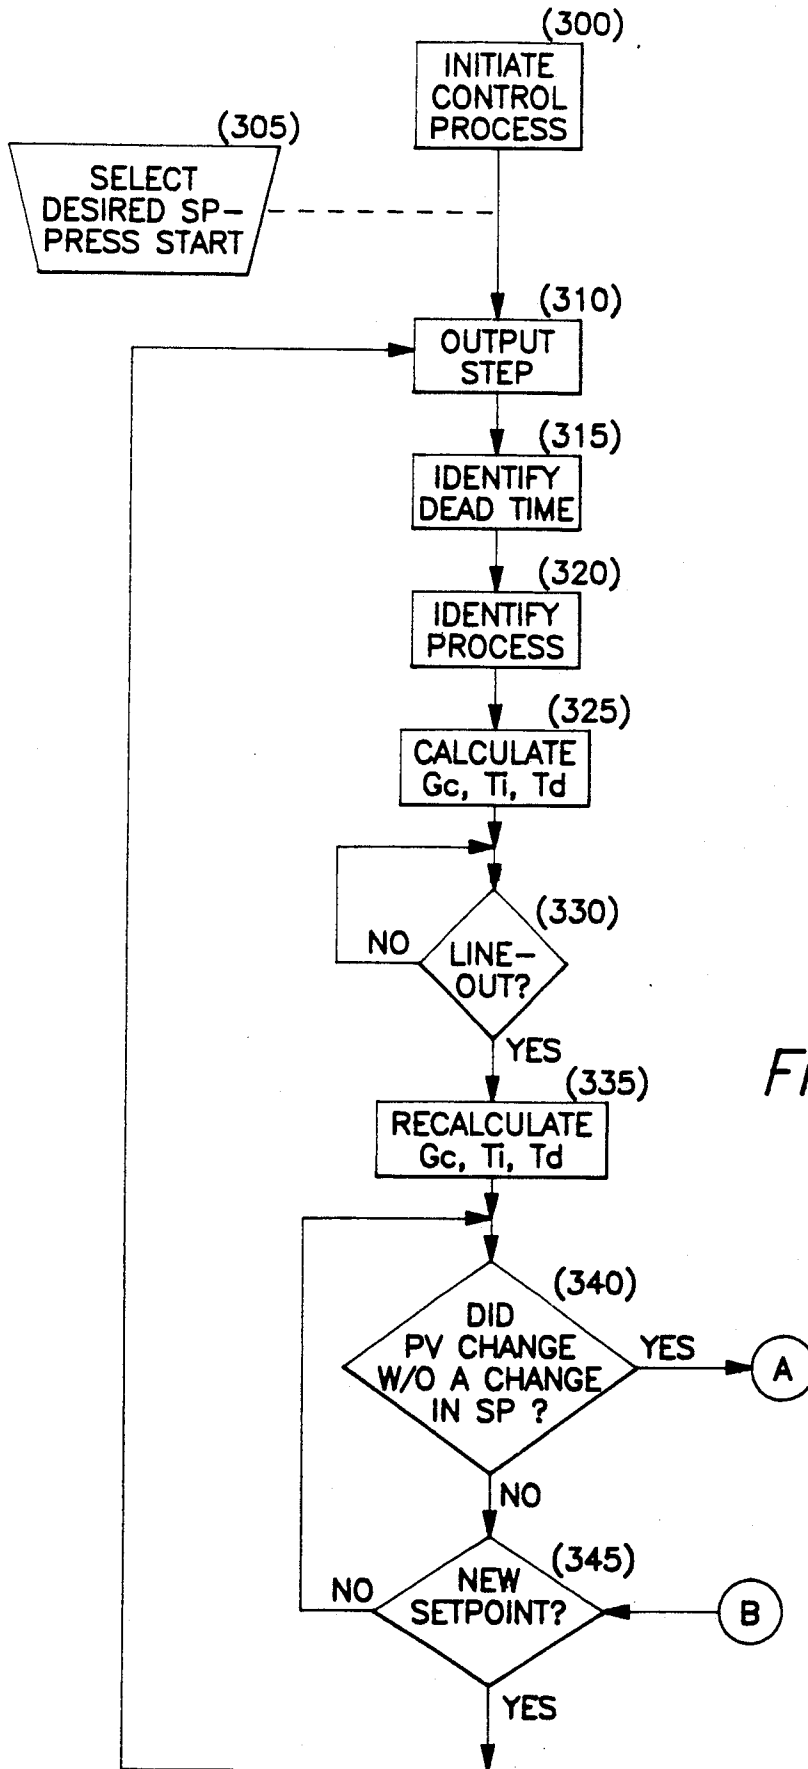 (300)
INITIATE
CONTROL
PROCESS
(305)
SELECT
DESIRED SP-
PRESS START
(310)
OUTPUT
STEP
(315)
IDENTIFY
DEAD TIME
(320)
IDENTIFY
PROCESS
(325)
CALCULATE
Gc, Ti, Td
(330)
LINE-
OUT?
NO
YES
(335)
RECALCULATE
Gc, Ti, Td
(340)
DID
PV CHANGE
W/O A CHANGE
IN SP ?
YES
A
NO
(345)
NEW
SETPOINT?
NO
B
YES